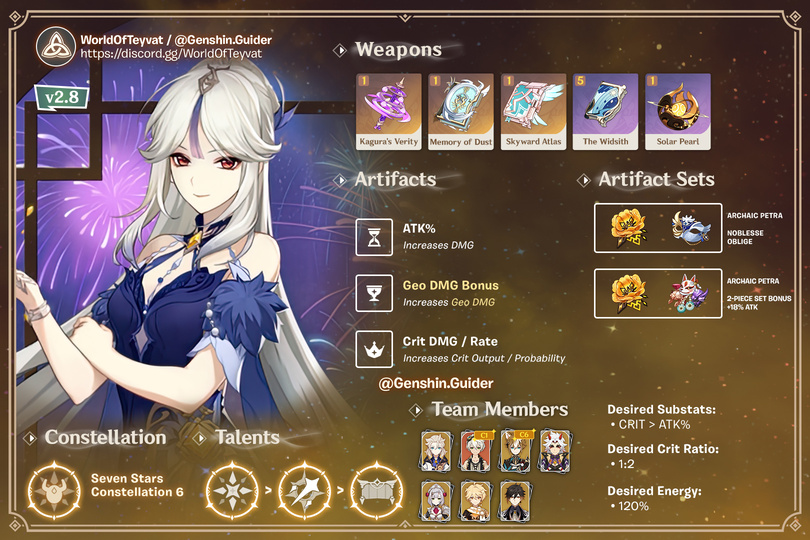 WorldOfTeyvat / @Genshin.Guider
https://discord.gg/WorldOfTeyvat
v2.8
Weapons
1
1
1
5
1
Kagura's Verity
Memory of Dust
Skyward Atlas
The Widsith
Solar Pearl
Artifacts
ATK%
Increases DMG
Geo DMG Bonus
Increases Geo DMG
Crit DMG / Rate
Increases Crit Output / Probability
@Genshin.Guider
Artifact Sets
ARCHAIC PETRA
NOBLESSE
OBLIGE
ARCHAIC PETRA
2-PIECE SET BONUS
+18% ATK
Constellation
Seven Stars
Constellation 6
Talents
>
>
Team Members
C1
C6
Desired Substats:
• CRIT > ATK%
Desired Crit Ratio:
• 1:2
Desired Energy:
• 120%